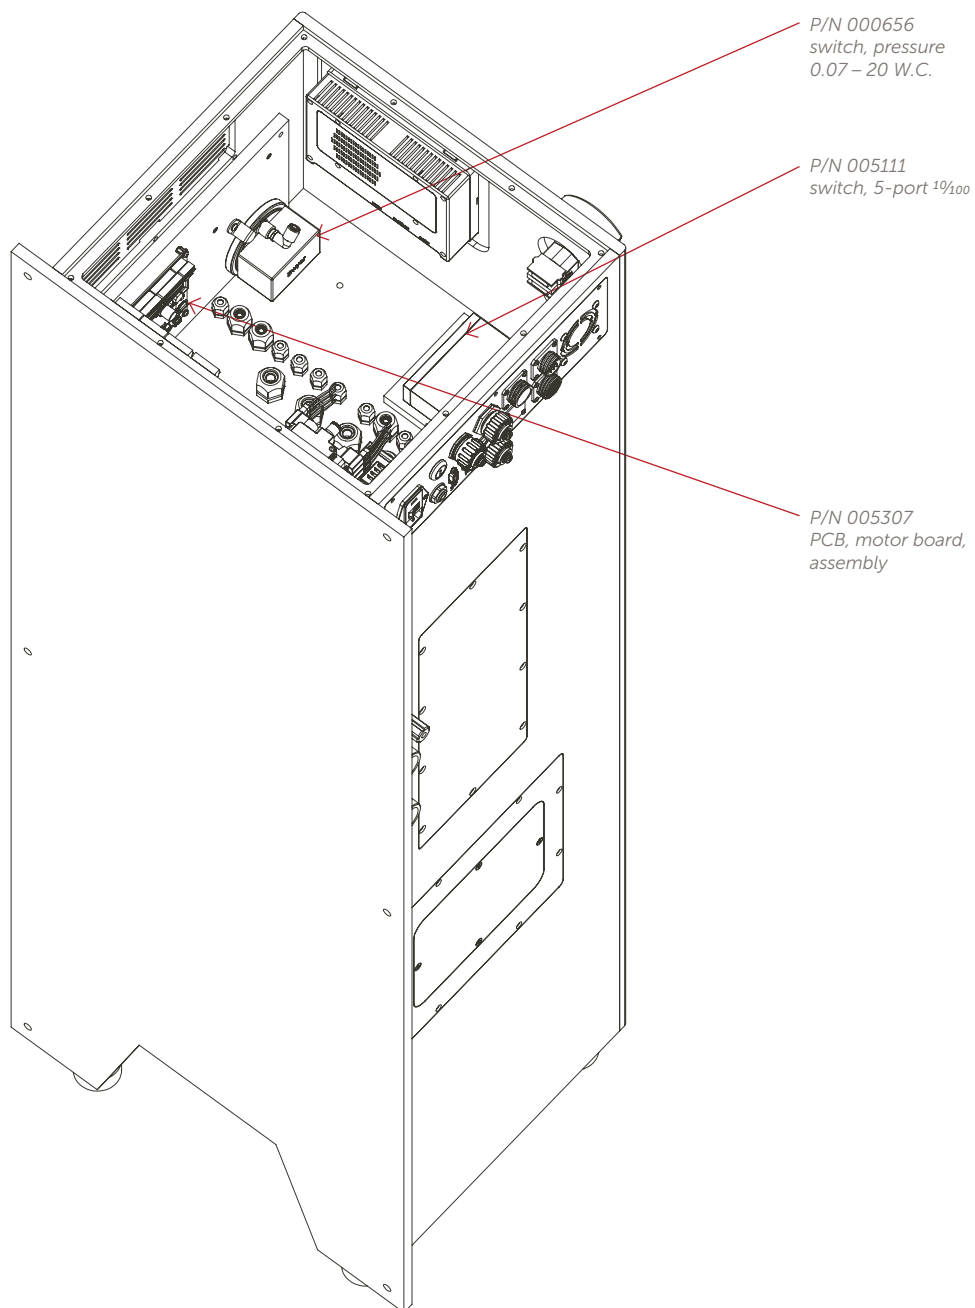 P/N 000656
switch, pressure
0.07 – 20 W.C.
P/N 005111
switch, 5-port 10/100
P/N 005307
PCB, motor board,
assembly